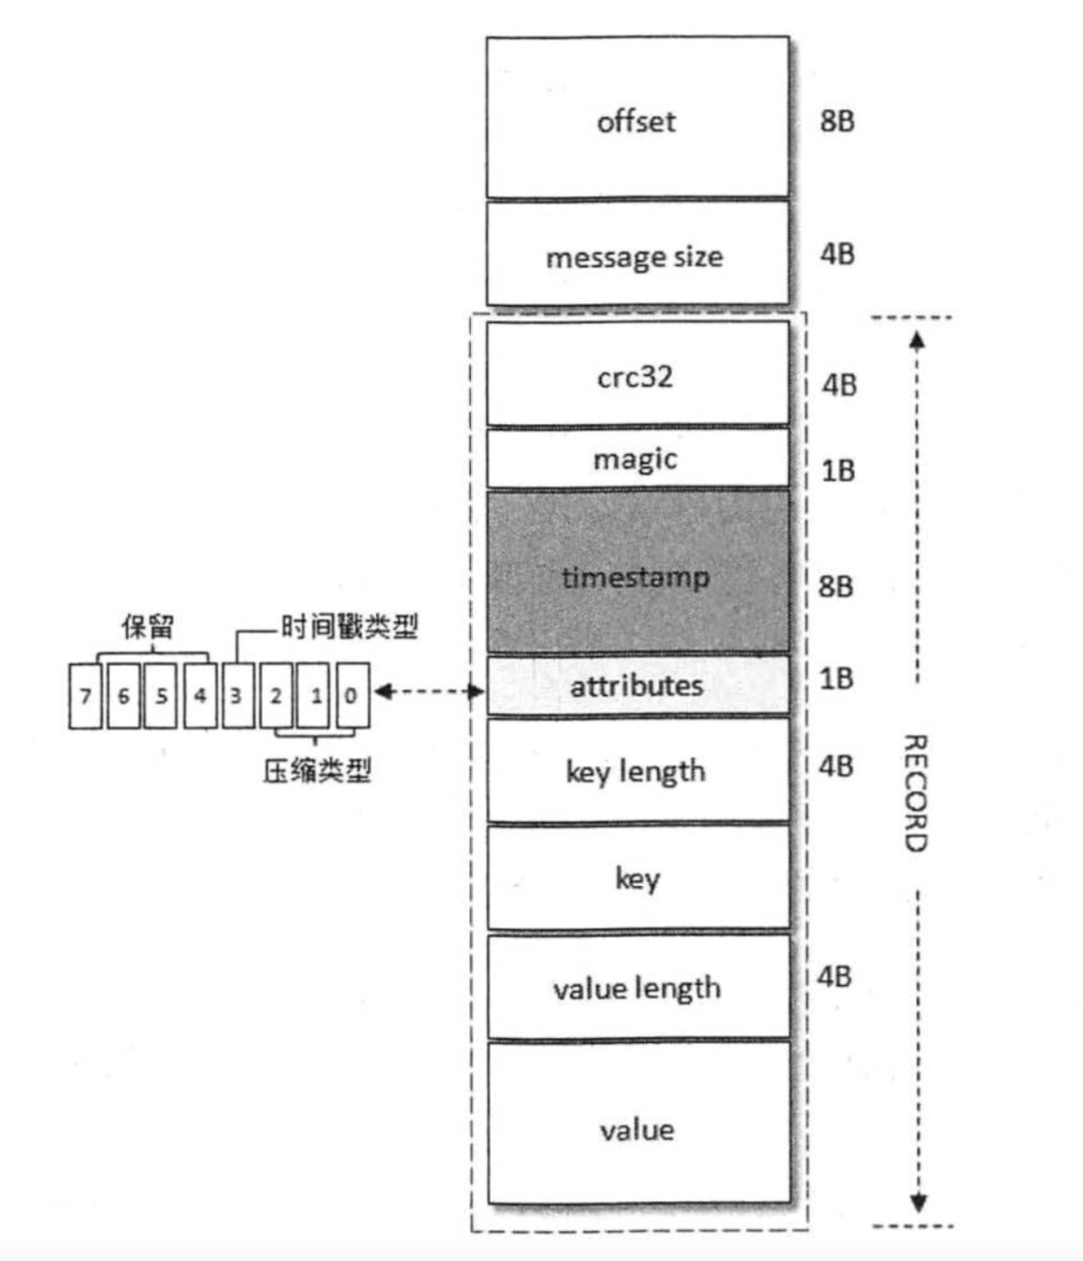 offset 8B
message size 4B
crc32 4B
magic 1B
timestamp 8B
保留 时间戳类型
7 6 5 4 3 2 1 0
attributes 1B
压缩类型
key length 4B
RECORD
key
value length 4B
value